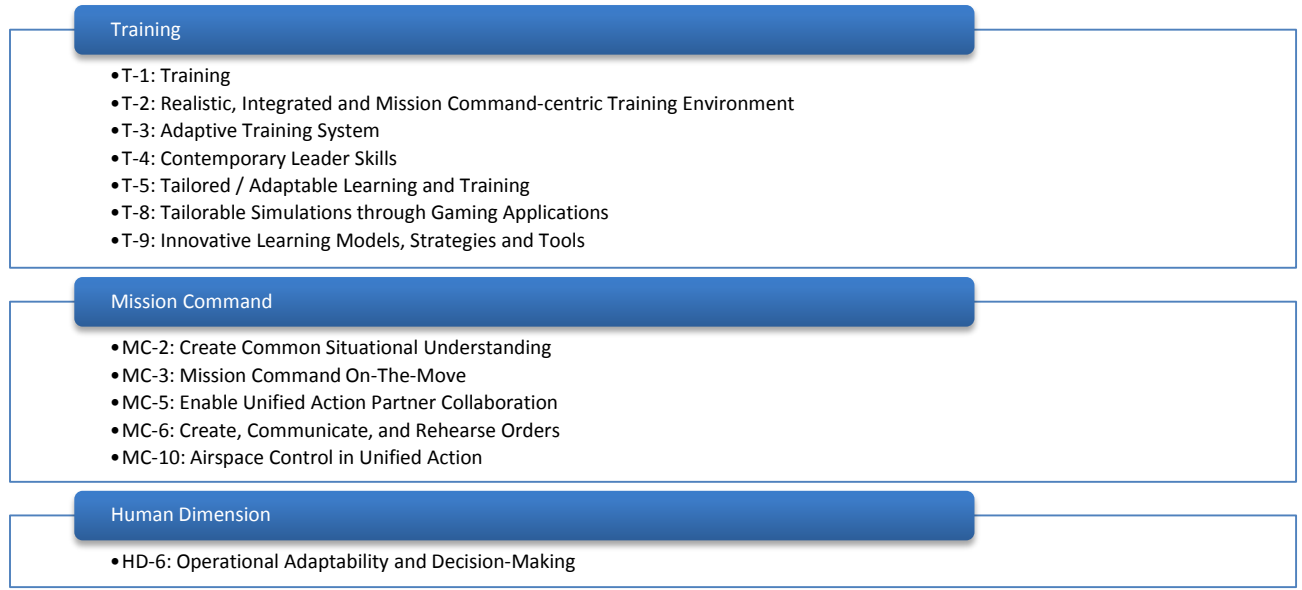 Training
•T-1: Training
•T-2: Realistic, Integrated and Mission Command-centric Training Environment
•T-3: Adaptive Training System
•T-4: Contemporary Leader Skills
•T-5: Tailored / Adaptable Learning and Training
•T-8: Tailorable Simulations through Gaming Applications
•T-9: Innovative Learning Models, Strategies and Tools
Mission Command
•MC-2: Create Common Situational Understanding
•MC-3: Mission Command On-The-Move
•MC-5: Enable Unified Action Partner Collaboration
•MC-6: Create, Communicate, and Rehearse Orders
•MC-10: Airspace Control in Unified Action
Human Dimension
•HD-6: Operational Adaptability and Decision-Making